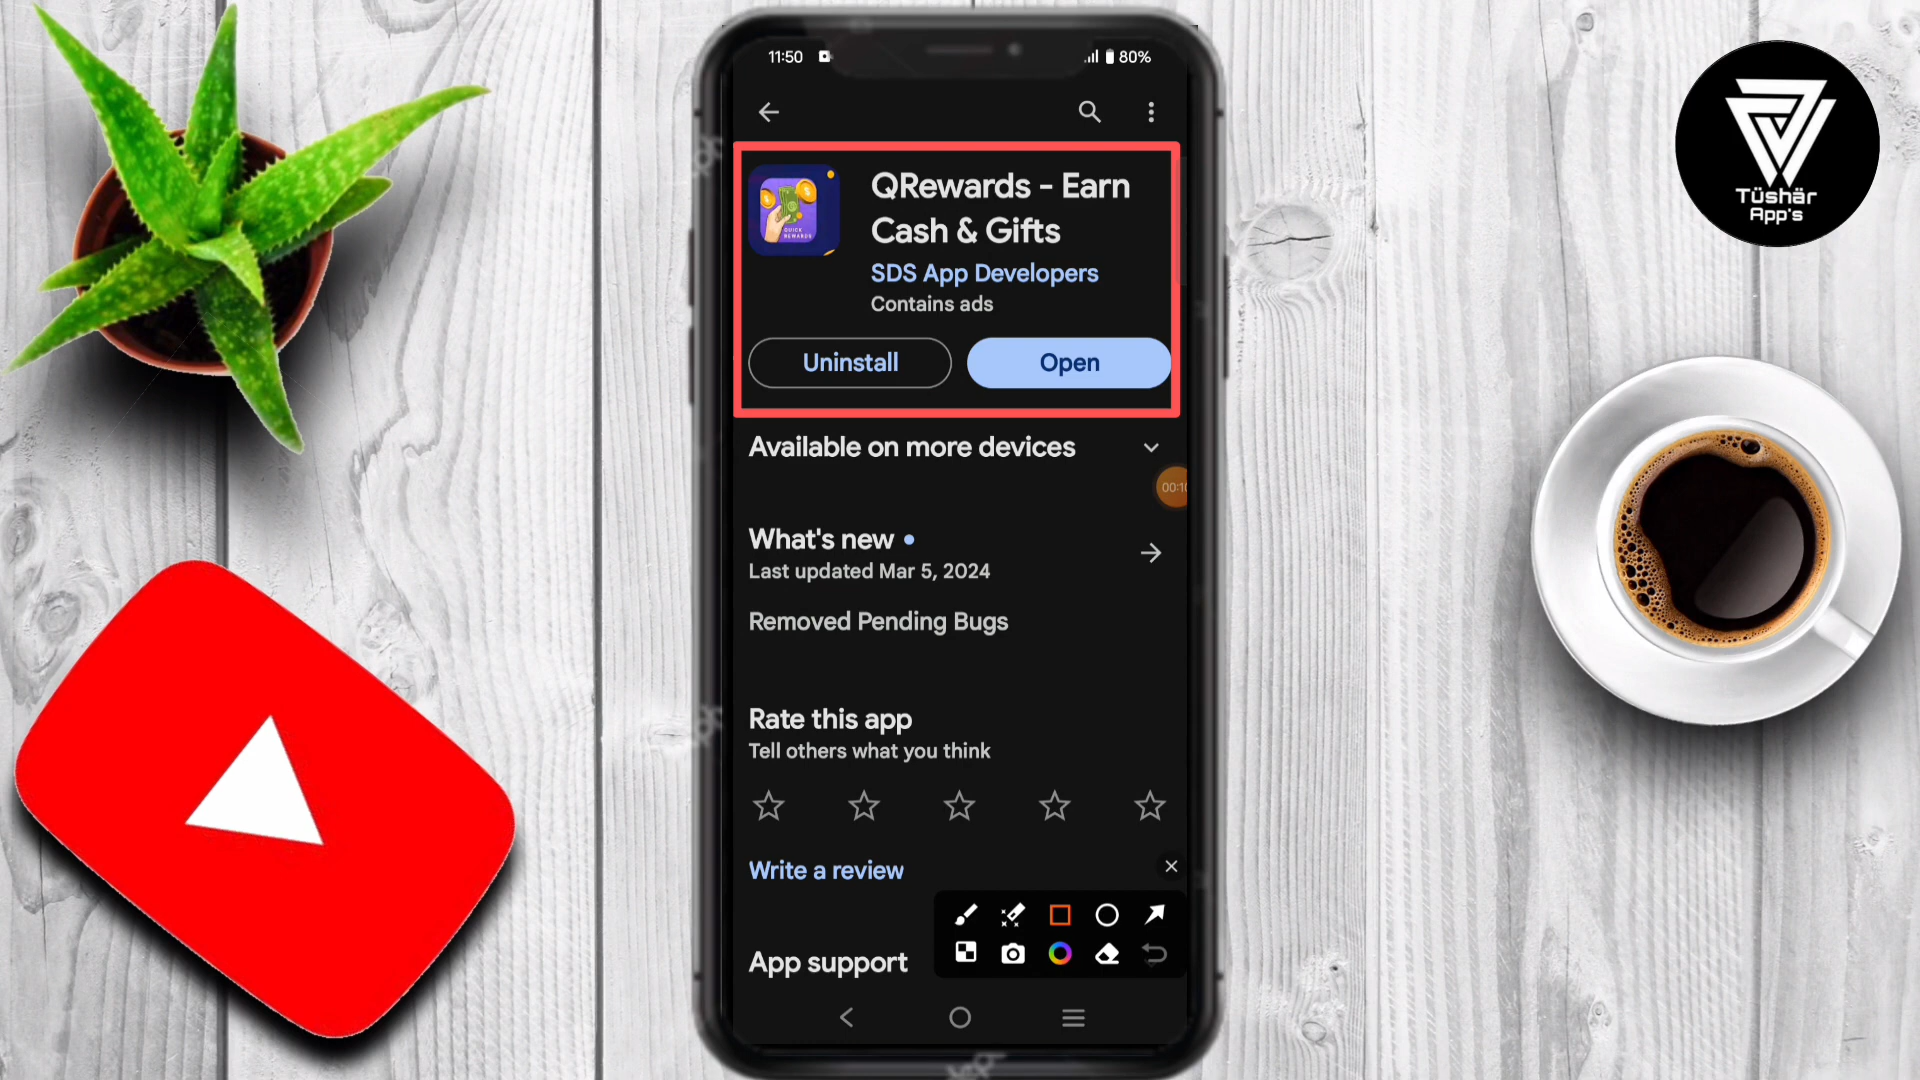 11:50
80%
QRewards - Earn
Cash & Gifts
SDS App Developers
Contains ads
QUICK
REWARDS
Uninstall
Open
Available on more devices
00:10
What's new
Last updated Mar 5, 2024
Removed Pending Bugs
Rate this app
Tell others what you think
Write a review
App support
Tüshär
App's